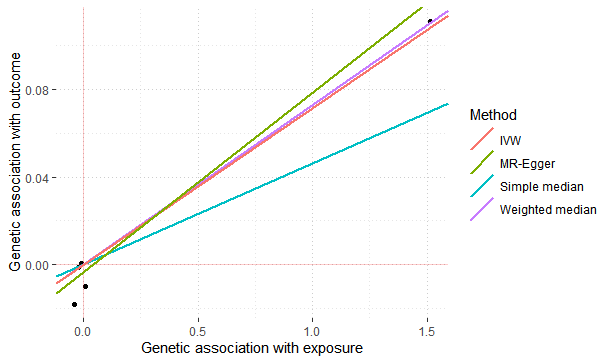 Genetic association with outcome
0.08
0.04
0.00
0.0
0.5
1.0
1.5
Genetic association with exposure
Method
IVW
MR-Egger
Simple median
Weighted median